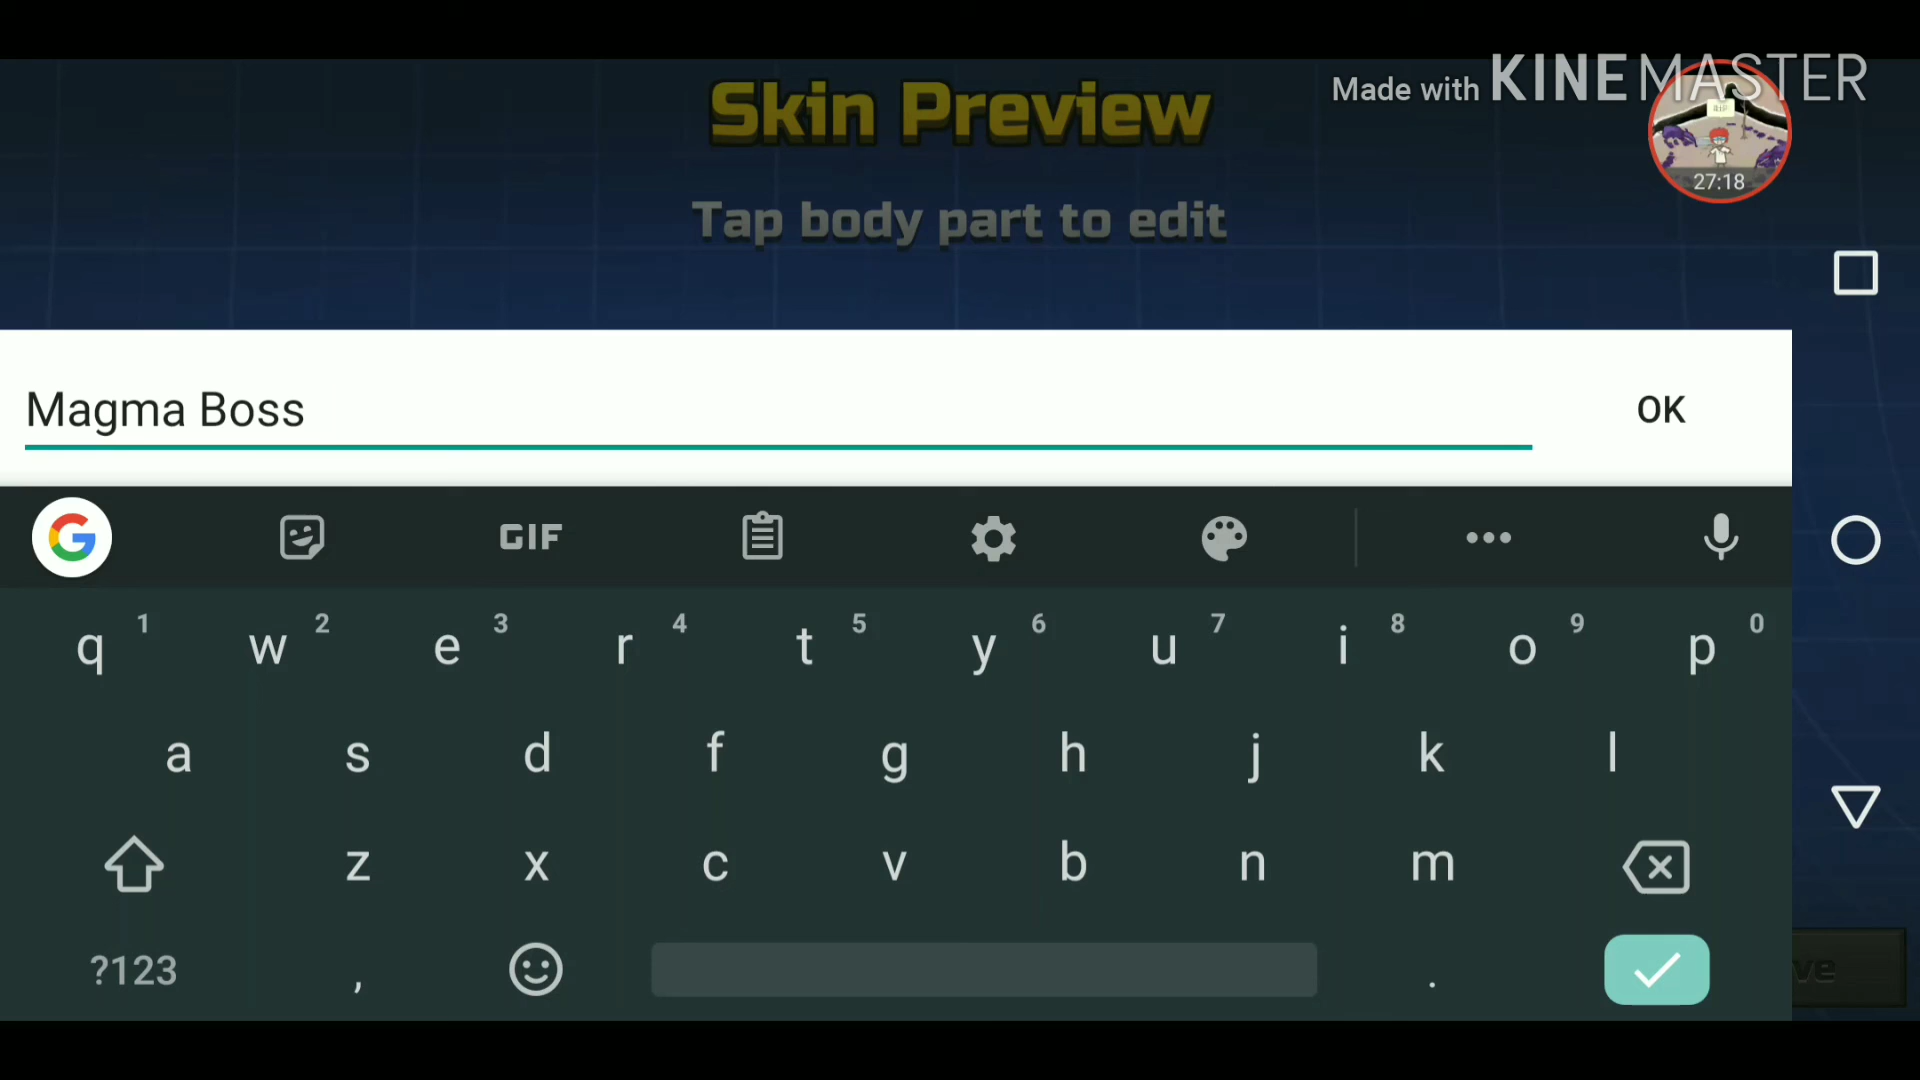 Skin Preview
Made with KINEMASTER
RIP
27:18
Tap body part to edit
Magma Boss
OK
GIF
q 1 w 2 e 3 r 4 t 5 y 6 u 7 i 8 o 9 p 0
a s d f g h j k l
z x c v b n m
?123 , .